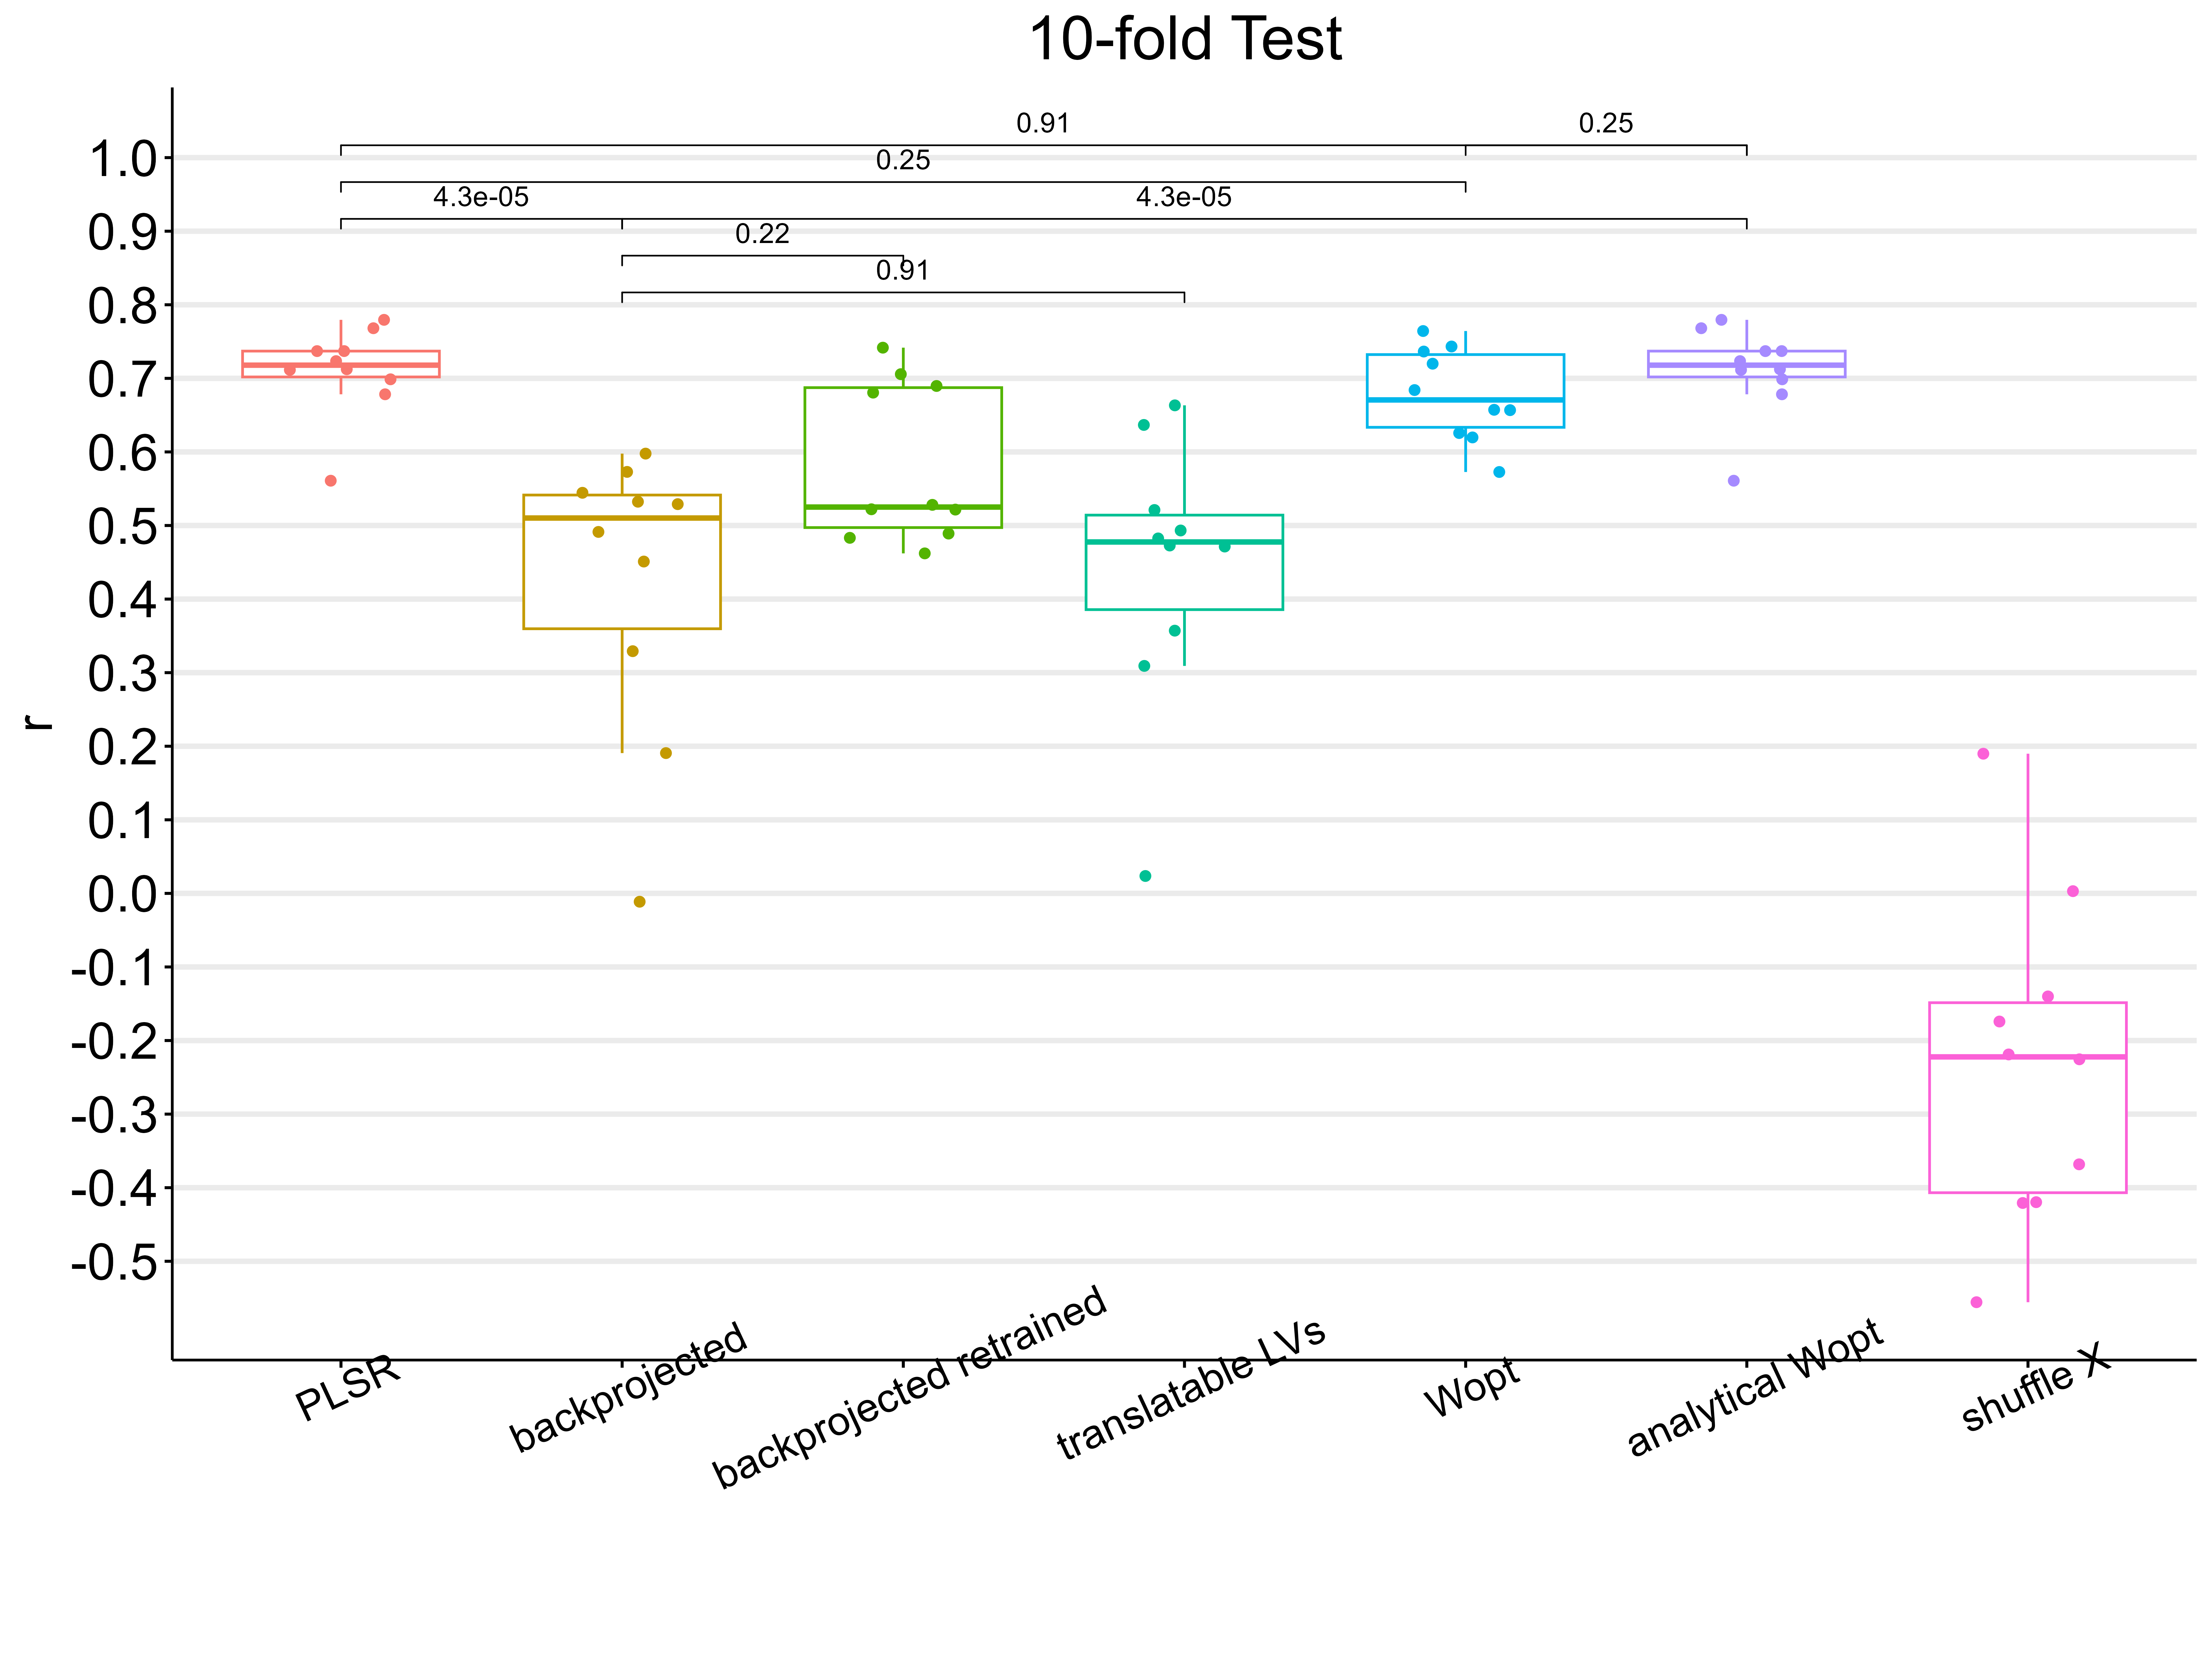 10-fold Test
0.91 0.25
1.0
0.25
4.3e-05 4.3e-05
0.9
0.22
0.91
0.8
0.7
0.6
0.5
0.4
0.3
r
0.2
0.1
0.0
-0.1
-0.2
-0.3
-0.4
-0.5
PLSR
backprojected
backprojected retrained
translatable LVs
Wopt
analytical Wopt
shuffle X